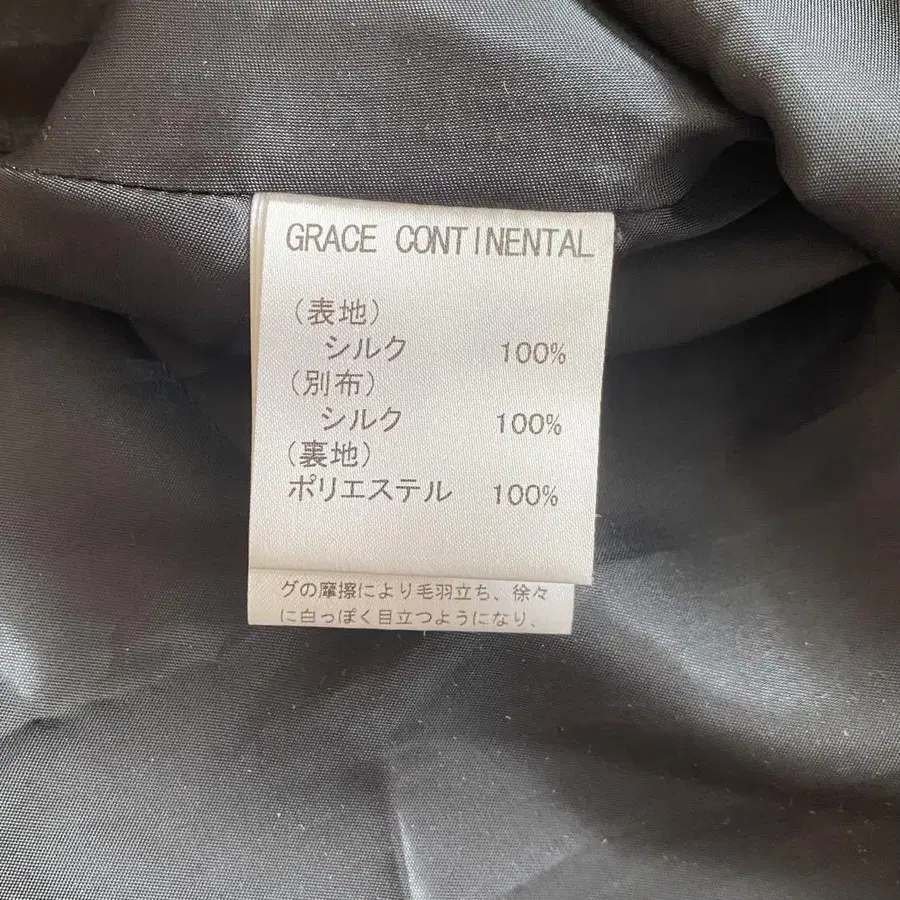 GRACE CONTINENTAL
(表地)
シルク 100%
(別布)
シルク 100%
(裏地)
ポリエステル 100%
グの摩擦により毛羽立ち、徐々
に白っぽく目立つようになり、